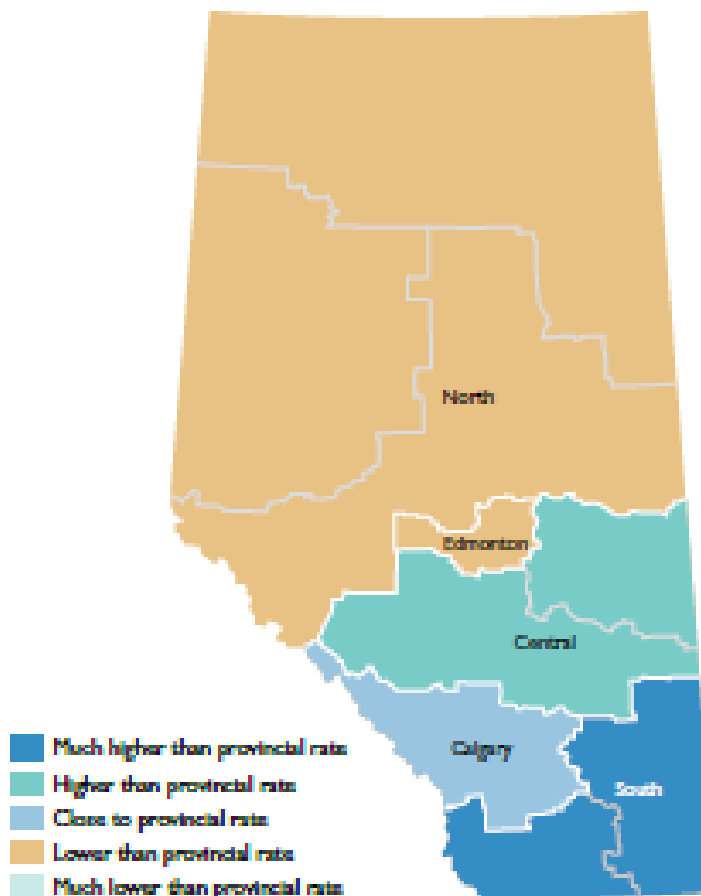 North
Edmonton
Central
Calgary
South
Much higher than provincial rate
Higher than provincial rate
Close to provincial rate
Lower than provincial rate
Much lower than provincial rate